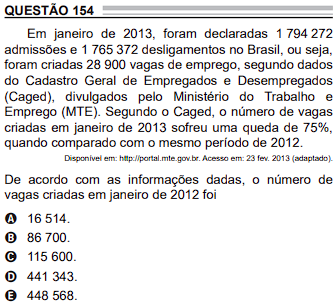 QUESTÃO 154
Em janeiro de 2013, foram declaradas 1 794 272
admissões e 1 765 372 desligamentos no Brasil, ou seja,
foram criadas 28 900 vagas de emprego, segundo dados
do Cadastro Geral de Empregados e Desempregados
(Caged), divulgados pelo Ministério do Trabalho e
Emprego (MTE). Segundo o Caged, o número de vagas
criadas em janeiro de 2013 sofreu uma queda de 75%,
quando comparado com o mesmo período de 2012.
Disponível em: http://portal.mte.gov.br. Acesso em: 23 fev. 2013 (adaptado).
De acordo com as informações dadas, o número de
vagas criadas em janeiro de 2012 foi
A 16 514.
B 86 700.
C 115 600.
D 441 343.
E 448 568.